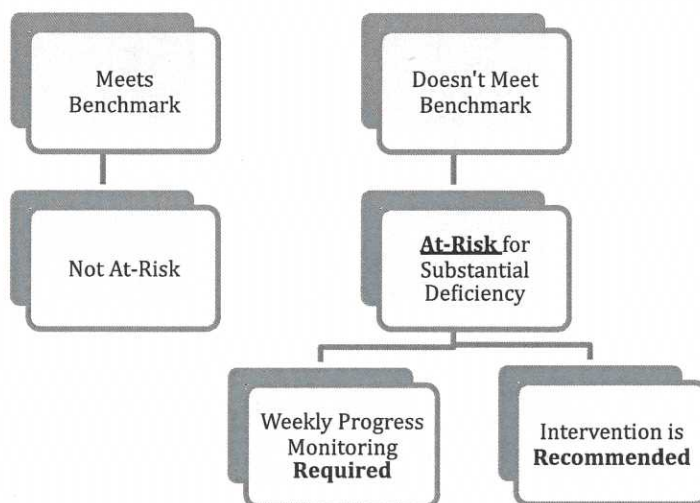 Meets
Benchmark
Doesn't Meet
Benchmark
Not At-Risk
At-Risk for
Substantial
Deficiency
Weekly Progress
Monitoring
Required
Intervention is
Recommended